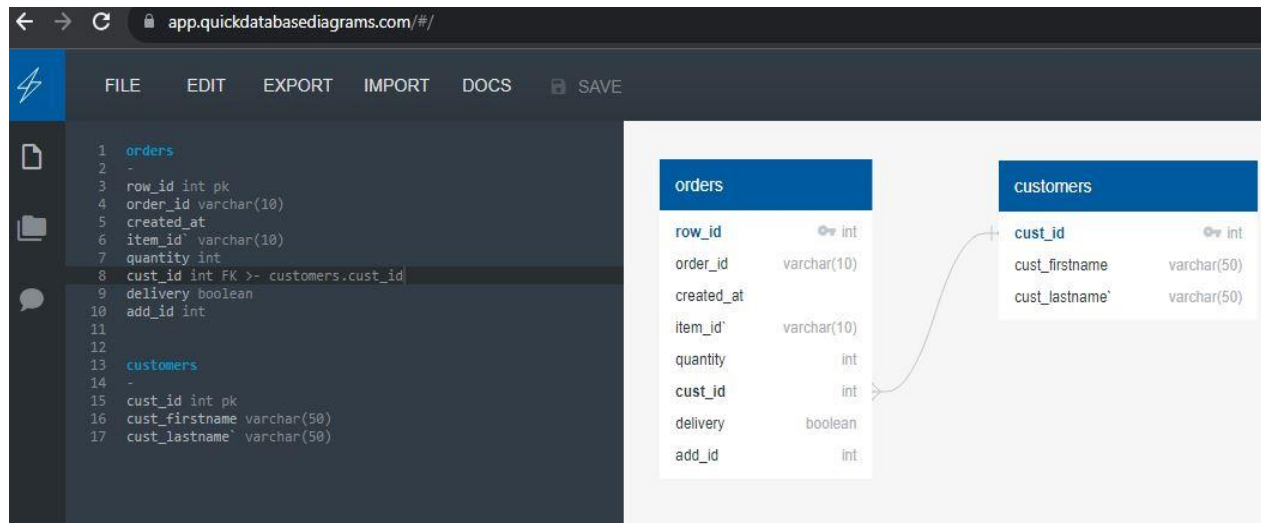 app.quickdatabasediagrams.com/#/
FILE EDIT EXPORT IMPORT DOCS SAVE
1 orders
2 -
3 row_id int pk
4 order_id varchar(10)
5 created_at
6 item_id` varchar(10)
7 quantity int
8 cust_id int FK >- customers.cust_id
9 delivery boolean
10 add_id int
11
12
13 customers
14 -
15 cust_id int pk
16 cust_firstname varchar(50)
17 cust_lastname` varchar(50)
orders
row_id int
order_id varchar(10)
created_at
item_id` varchar(10)
quantity int
cust_id int
delivery boolean
add_id int
customers
cust_id int
cust_firstname varchar(50)
cust_lastname` varchar(50)